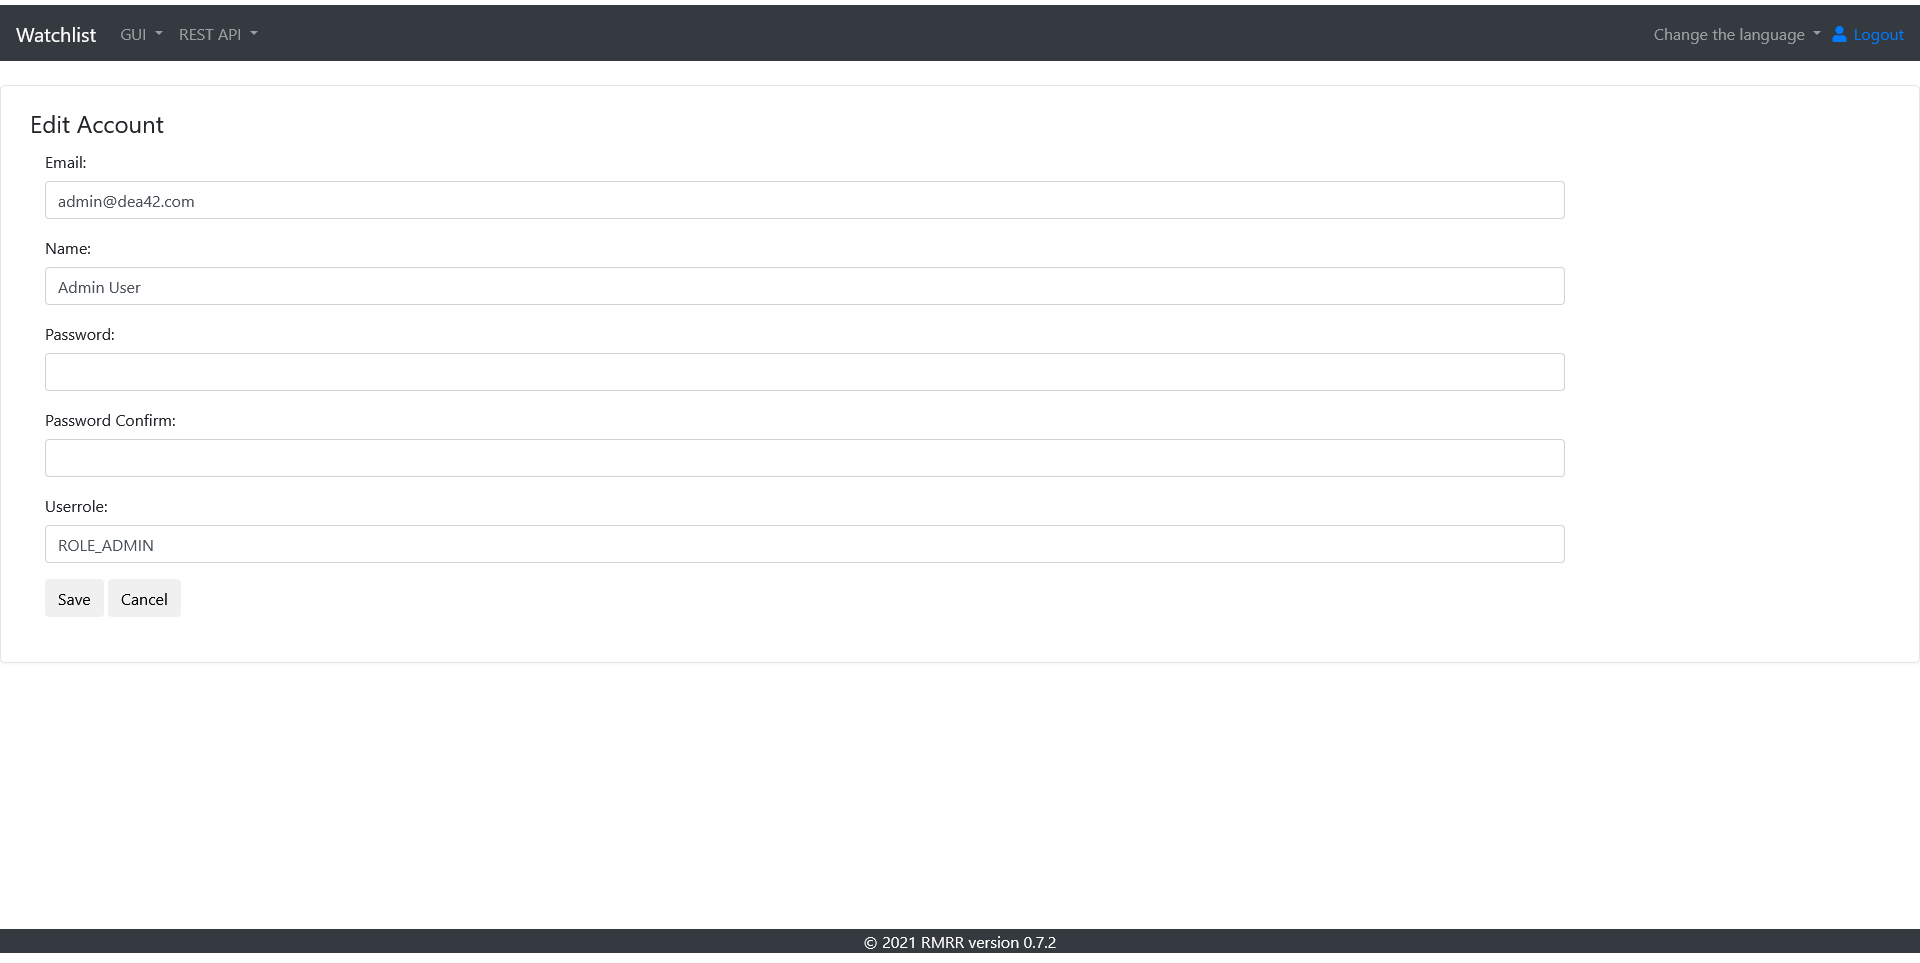 Watchlist GUI REST API Change the language Logout
Edit Account
Email:
admin@dea42.com
Name:
Admin User
Password:
Password Confirm:
Userrole:
ROLE_ADMIN
Save Cancel
© 2021 RMRR version 0.7.2